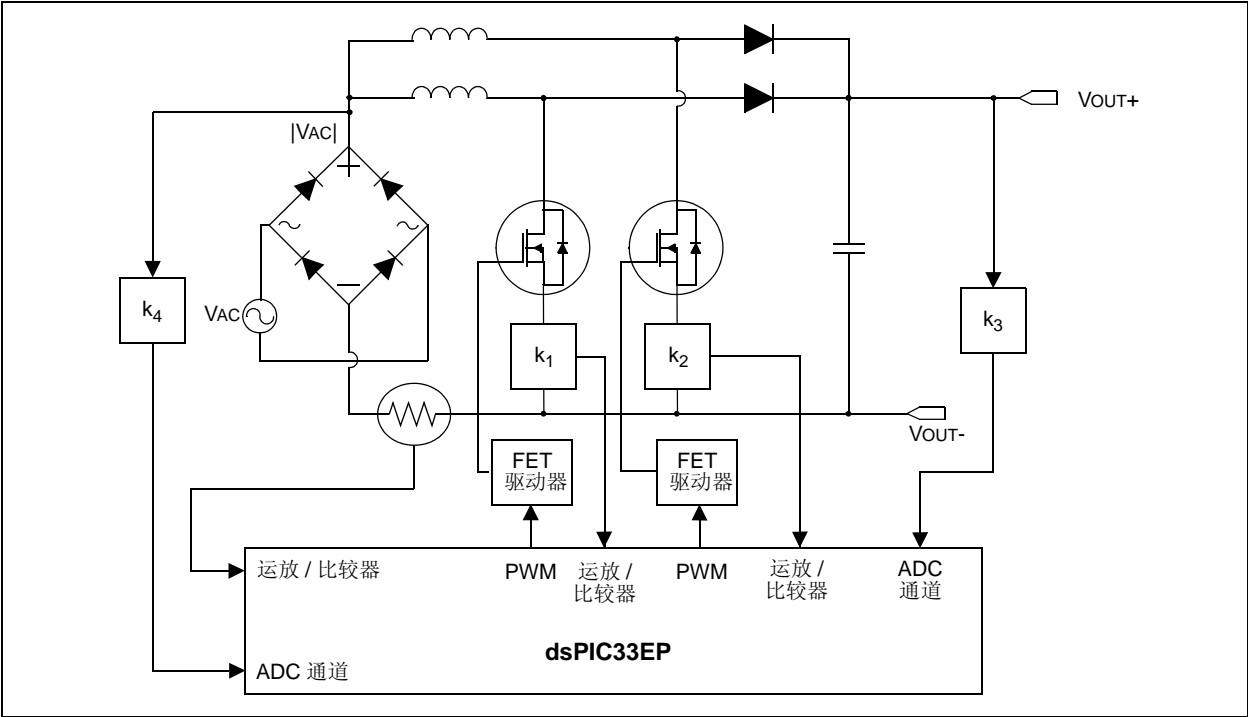 VOUT+
|VAC|
k4
VAC
k1
k2
k3
VOUT-
FET
驱动器
FET
驱动器
运放 / 比较器
PWM
运放 /
比较器
PWM
运放 /
比较器
ADC
通道
dsPIC33EP
ADC 通道